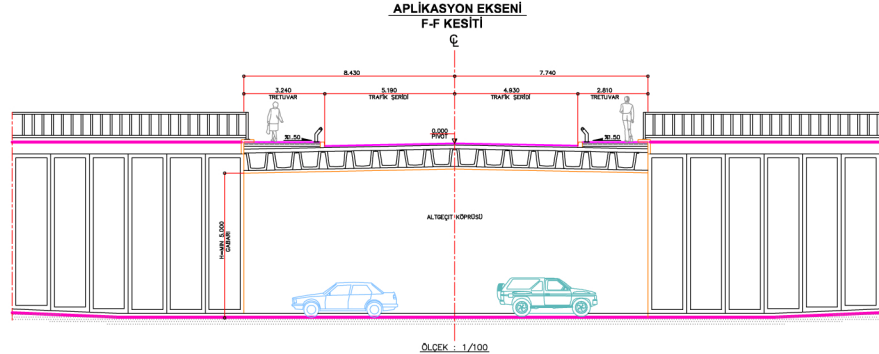 APLİKASYON EKSENİ
F-F KESİTİ
8.430
7.740
3.240
5.190
4.930
2.810
TRETUVAR
TRAFİK ŞERİDİ
TRAFİK ŞERİDİ
TRETUVAR
%1.50
0.000
PİVOT
%1.50
H=MIN 5.000
GABARİ
ALTGEÇİT KÖPRÜSÜ
ÖLÇEK : 1/100